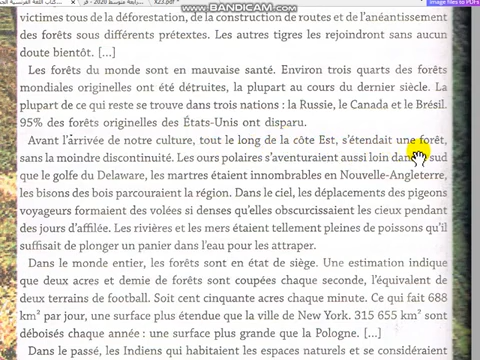 WWW.BANDICAM.COM
X23.pdf
image files to PDFs
victimes tous de la déforestation, de la construction de routes et de l'anéantissement
des forêts sous différents prétextes. Les autres tigres les rejoindront sans aucun
doute bientôt. [...]
Les forêts du monde sont en mauvaise santé. Environ trois quarts des forêts
mondiales originelles ont été détruites, la plupart au cours du dernier siècle. La
plupart de ce qui reste se trouve dans trois nations : la Russie, le Canada et le Brésil.
95% des forêts originelles des États-Unis ont disparu.
Avant l'arrivée de notre culture, tout le long de la côte Est, s'étendait une forêt,
sans la moindre discontinuité. Les ours polaires s'aventuraient aussi loin dans sud
que le golfe du Delaware, les martres étaient innombrables en Nouvelle-Angleterre,
les bisons des bois parcouraient la région. Dans le ciel, les déplacements des pigeons
voyageurs formaient des volées si denses qu'elles obscurcissaient les cieux pendant
des jours d'affilée. Les rivières et les mers étaient tellement pleines de poissons qu'il
suffisait de plonger un panier dans l'eau pour les attraper.
Dans le monde entier, les forêts sont en état de siège. Une estimation indique
que deux acres et demie de forêts sont coupées chaque seconde, l'équivalent de
deux terrains de football. Soit cent cinquante acres chaque minute. Ce qui fait 688
km² par jour, une surface plus étendue que la ville de New York. 315 655 km² sont
déboisés chaque année : une surface plus grande que la Pologne. [...]
Dans le passé, les Indiens qui habitaient les espaces naturels et se considéraient